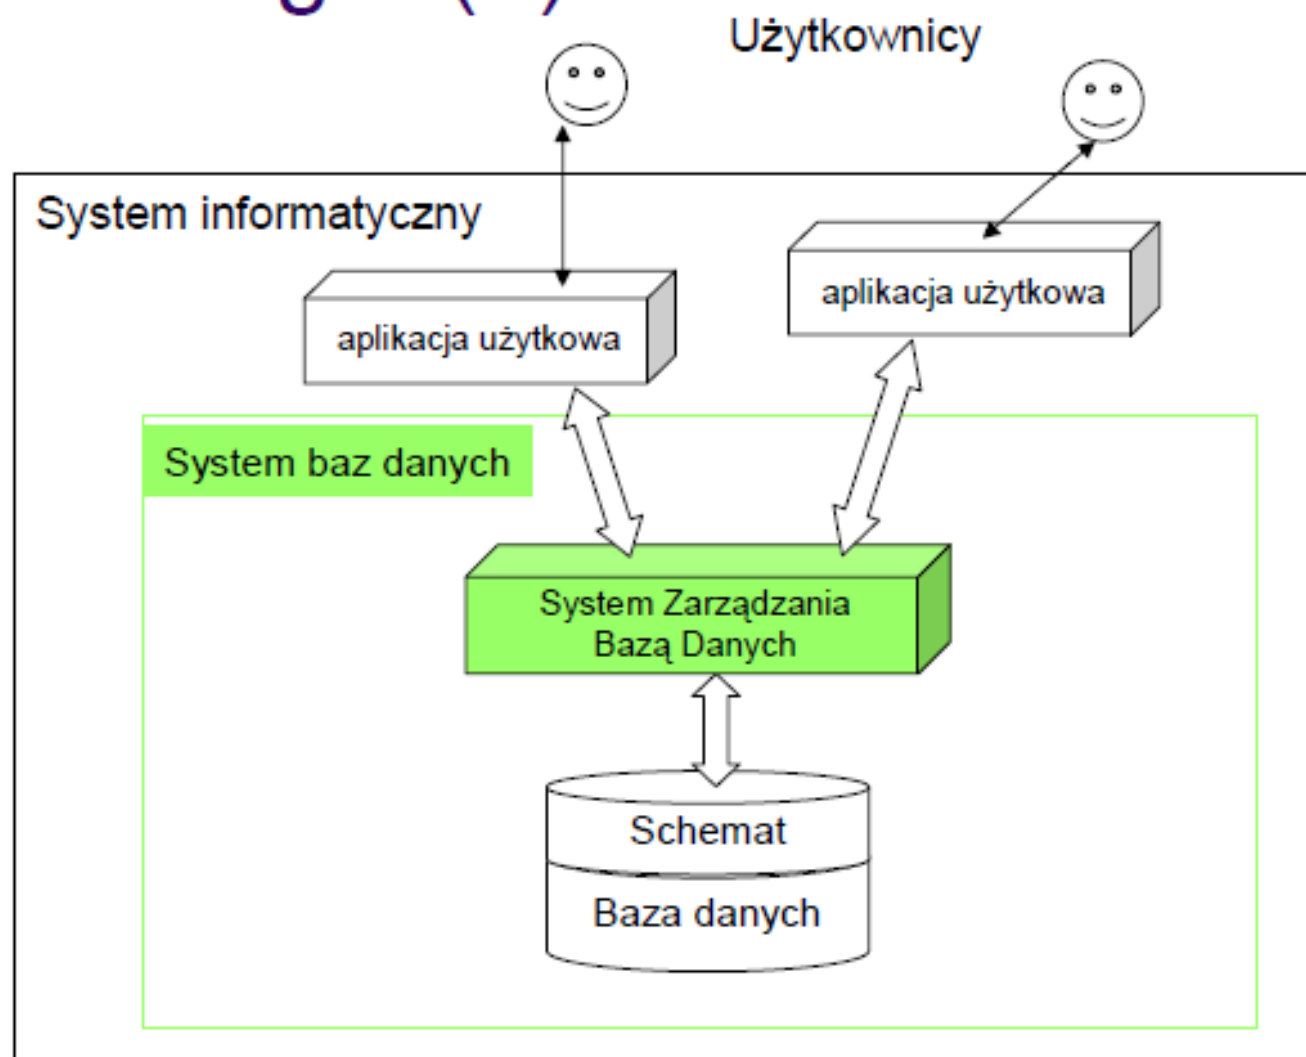 Użytkownicy
System informatyczny
aplikacja użytkowa
aplikacja użytkowa
System baz danych
System Zarządzania
Bazą Danych
Schemat
Baza danych